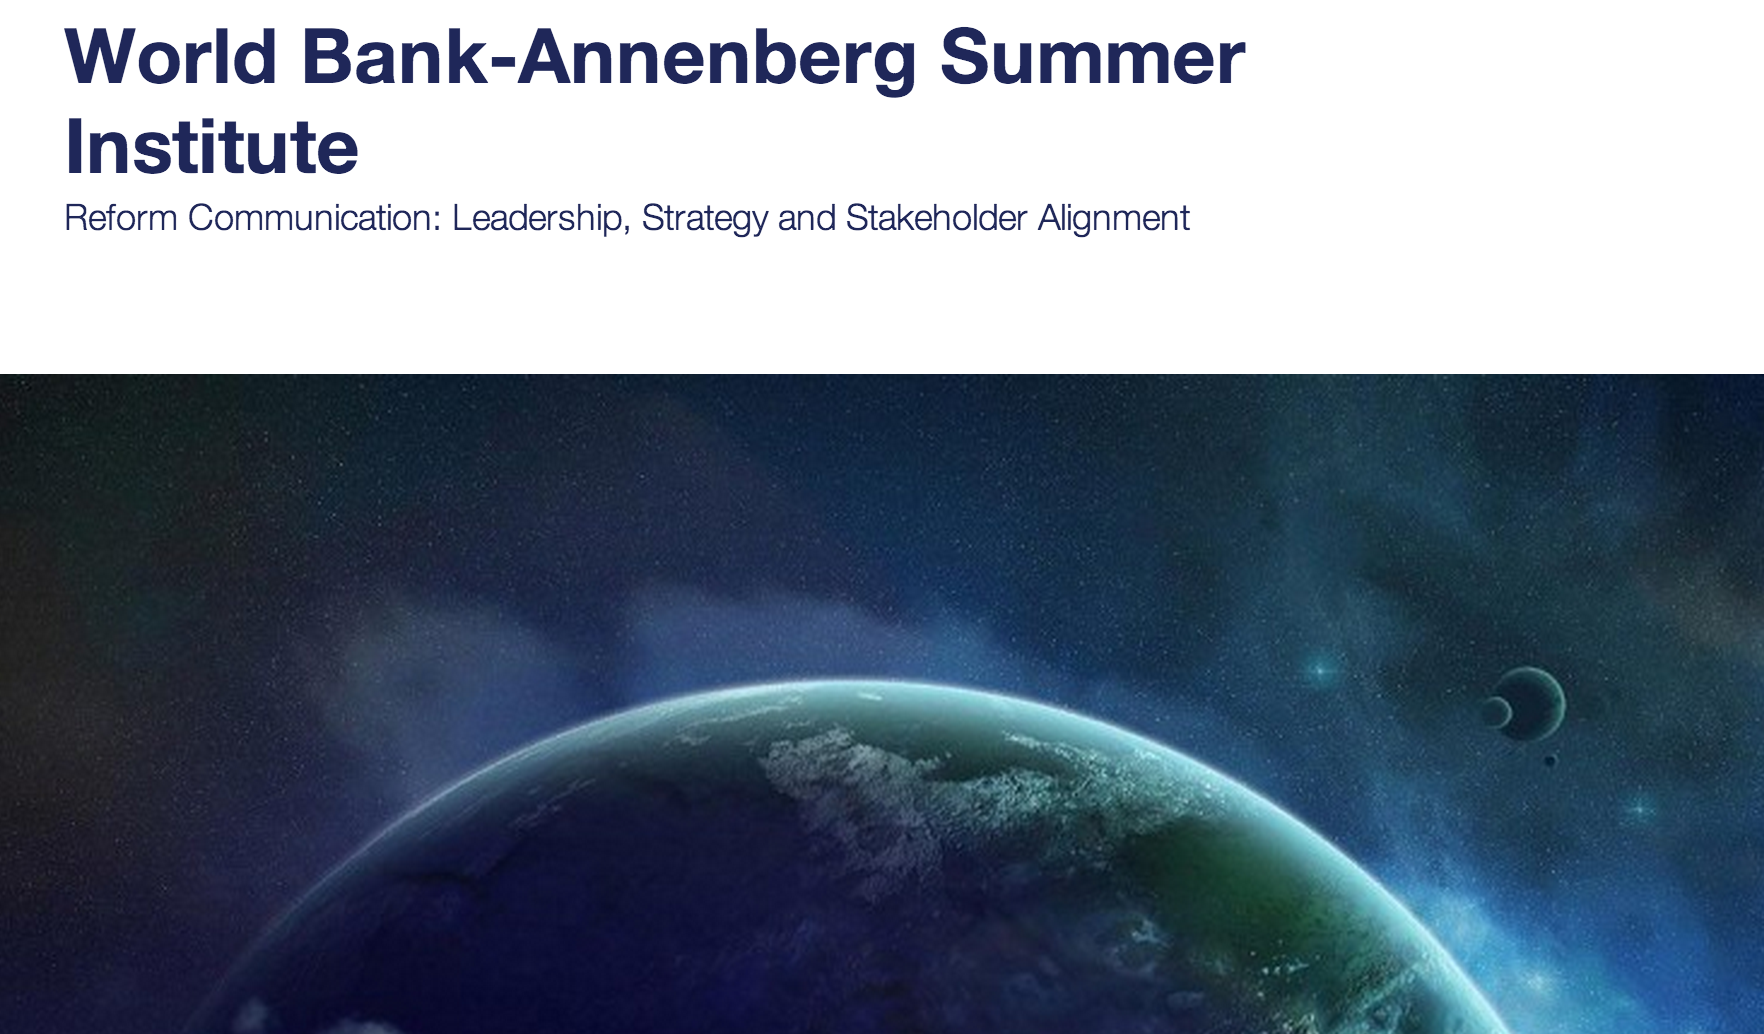 World Bank-Annenberg Summer
Institute
Reform Communication: Leadership, Strategy and Stakeholder Alignment